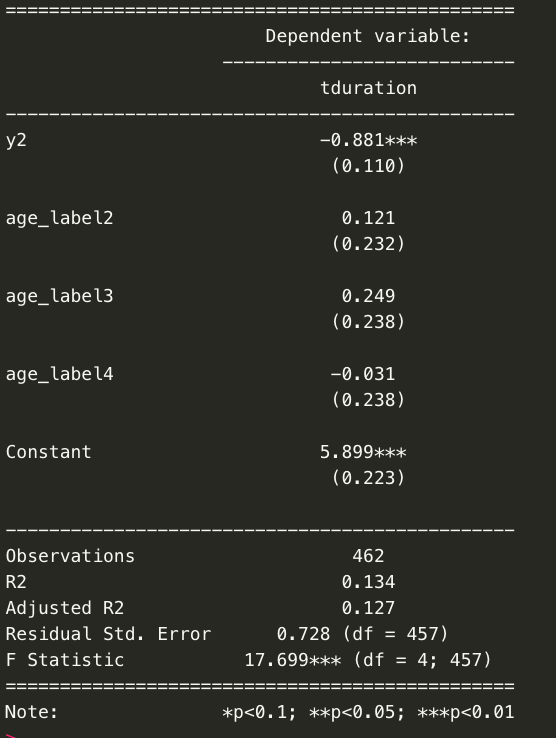 ===============================================
Dependent variable:
---------------------------
tduration
-----------------------------------------------
y2 -0.881***
(0.110)
age_label2 0.121
(0.232)
age_label3 0.249
(0.238)
age_label4 -0.031
(0.238)
Constant 5.899***
(0.223)
-----------------------------------------------
Observations 462
R2 0.134
Adjusted R2 0.127
Residual Std. Error 0.728 (df = 457)
F Statistic 17.699*** (df = 4; 457)
===============================================
Note: *p<0.1; **p<0.05; ***p<0.01